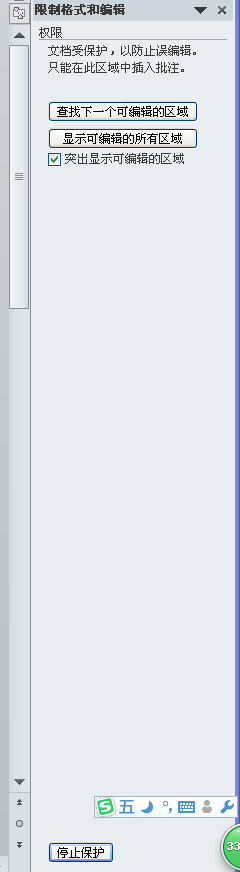 限制格式和编辑
权限
文档受保护，以防止误编辑。
只能在此区域中插入批注。
查找下一个可编辑的区域
显示可编辑的所有区域
突出显示可编辑的区域
S 五
33
停止保护